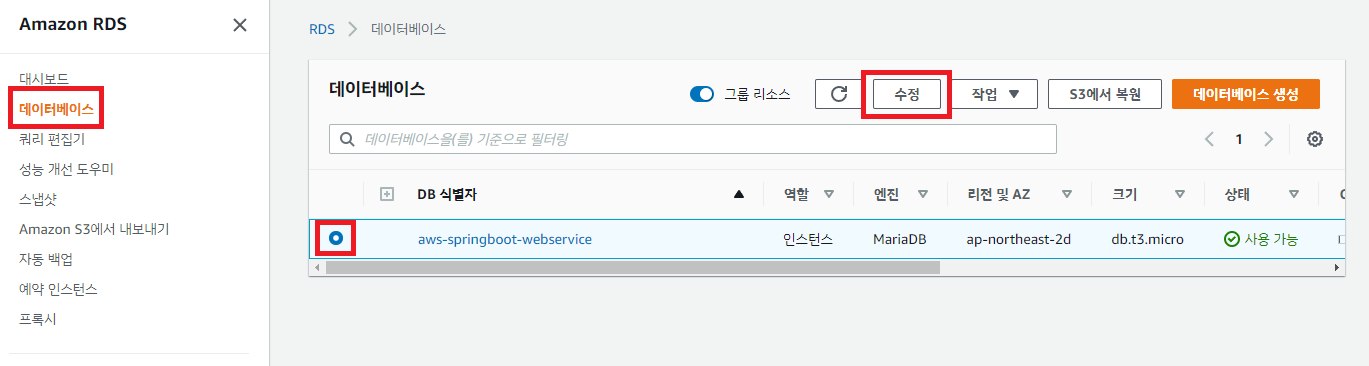 Amazon RDS
대시보드
데이터베이스
쿼리 편집기
성능 개선 도우미
스냅샷
Amazon S3에서 내보내기
자동 백업
예약 인스턴스
프록시
RDS 데이터베이스
데이터베이스 그룹 리소스 수정 작업 S3에서 복원 데이터베이스 생성
데이터베이스을(를) 기준으로 필터링 1
DB 식별자 역할 엔진 리전 및 AZ 크기 상태
aws-springboot-webservice 인스턴스 MariaDB ap-northeast-2d db.t3.micro 사용 가능